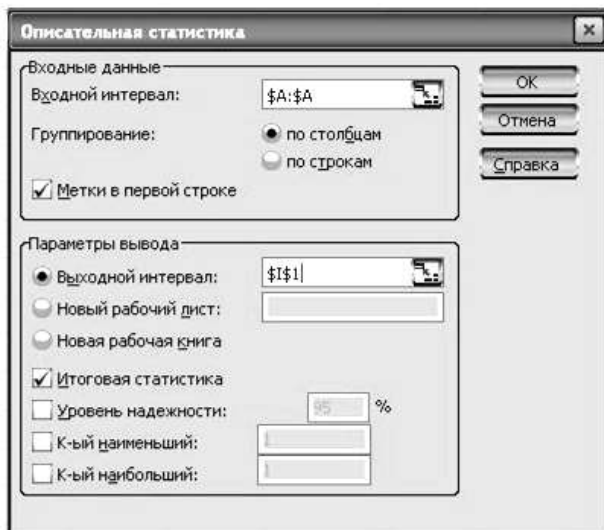 Описательная статистика
Входные данные
Входной интервал: $A:$A
Группирование: по столбцам
по строкам
Метки в первой строке
OK
Отмена
Справка
Параметры вывода
Выходной интервал: $I$1
Новый рабочий лист:
Новая рабочая книга
Итоговая статистика
Уровень надежности: 95 %
К-ый наименьший: 1
К-ый наибольший: 1